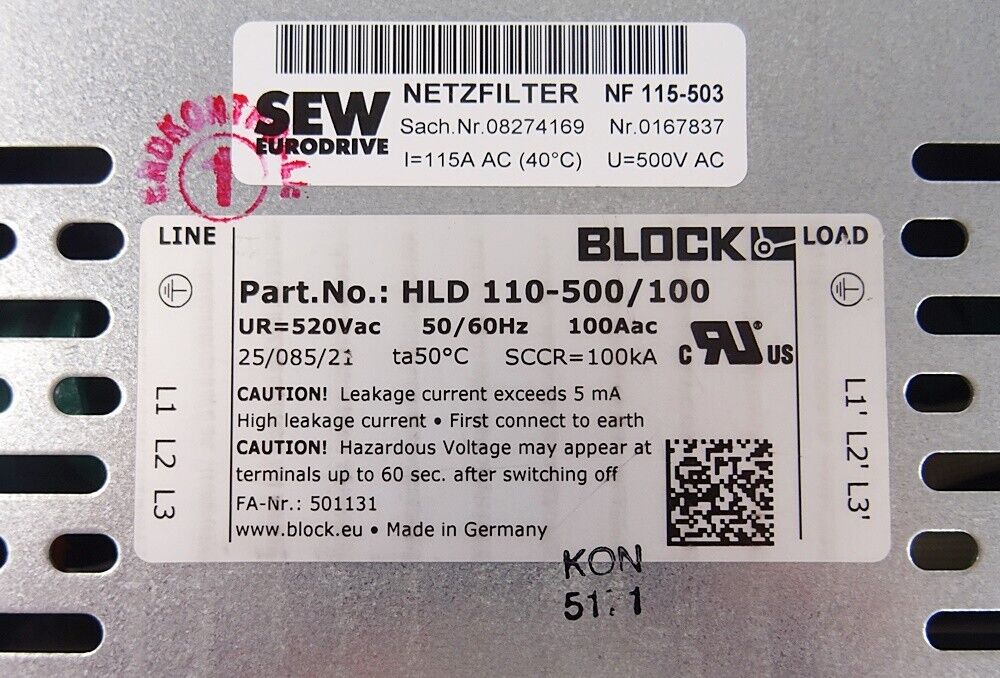 SEW
EURODRIVE
NETZFILTER NF 115-503
Sach.Nr.08274169 Nr.0167837
I=115A AC (40°C) U=500V AC
1
LINE
BLOCK
LOAD
Part.No.: HLD 110-500/100
UR=520Vac 50/60Hz 100Aac
25/085/21 ta50°C SCCR=100kA
c RU® US
CAUTION! Leakage current exceeds 5 mA
High leakage current • First connect to earth
CAUTION! Hazardous Voltage may appear at
terminals up to 60 sec. after switching off
FA-Nr.: 501131
www.block.eu • Made in Germany
L1 L2 L3
L1' L2' L3'
KON